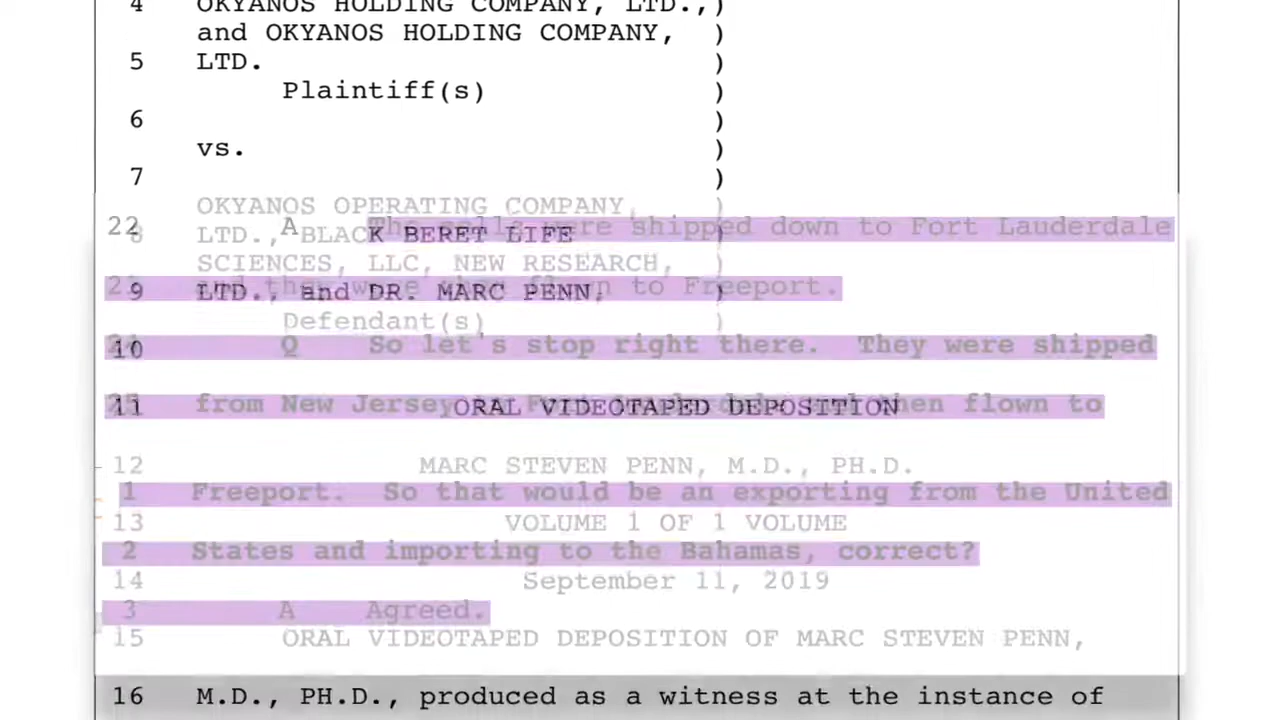 4 OKYANOS HOLDING COMPANY, LTD.,)
and OKYANOS HOLDING COMPANY, )
5 LTD. )
Plaintiff(s) )
6 )
vs. )
7 )
OKYANOS OPERATING COMPANY, )
8 LTD., BLACK BERET LIFE )
SCIENCES, LLC, NEW RESEARCH, )
9 LTD., and DR. MARC PENN, )
Defendant(s) )
10
11 ORAL VIDEOTAPED DEPOSITION
12 MARC STEVEN PENN, M.D., PH.D.
13 VOLUME 1 OF 1 VOLUME
14 September 11, 2019
15 ORAL VIDEOTAPED DEPOSITION OF MARC STEVEN PENN,
16 M.D., PH.D., produced as a witness at the instance of
22 A The cells were shipped down to Fort Lauderdale
and then were flown to Freeport.
Q So let's stop right there. They were shipped
from New Jersey then flown to
1 Freeport. So that would be an exporting from the United
2 States and importing to the Bahamas, correct?
3 A Agreed.